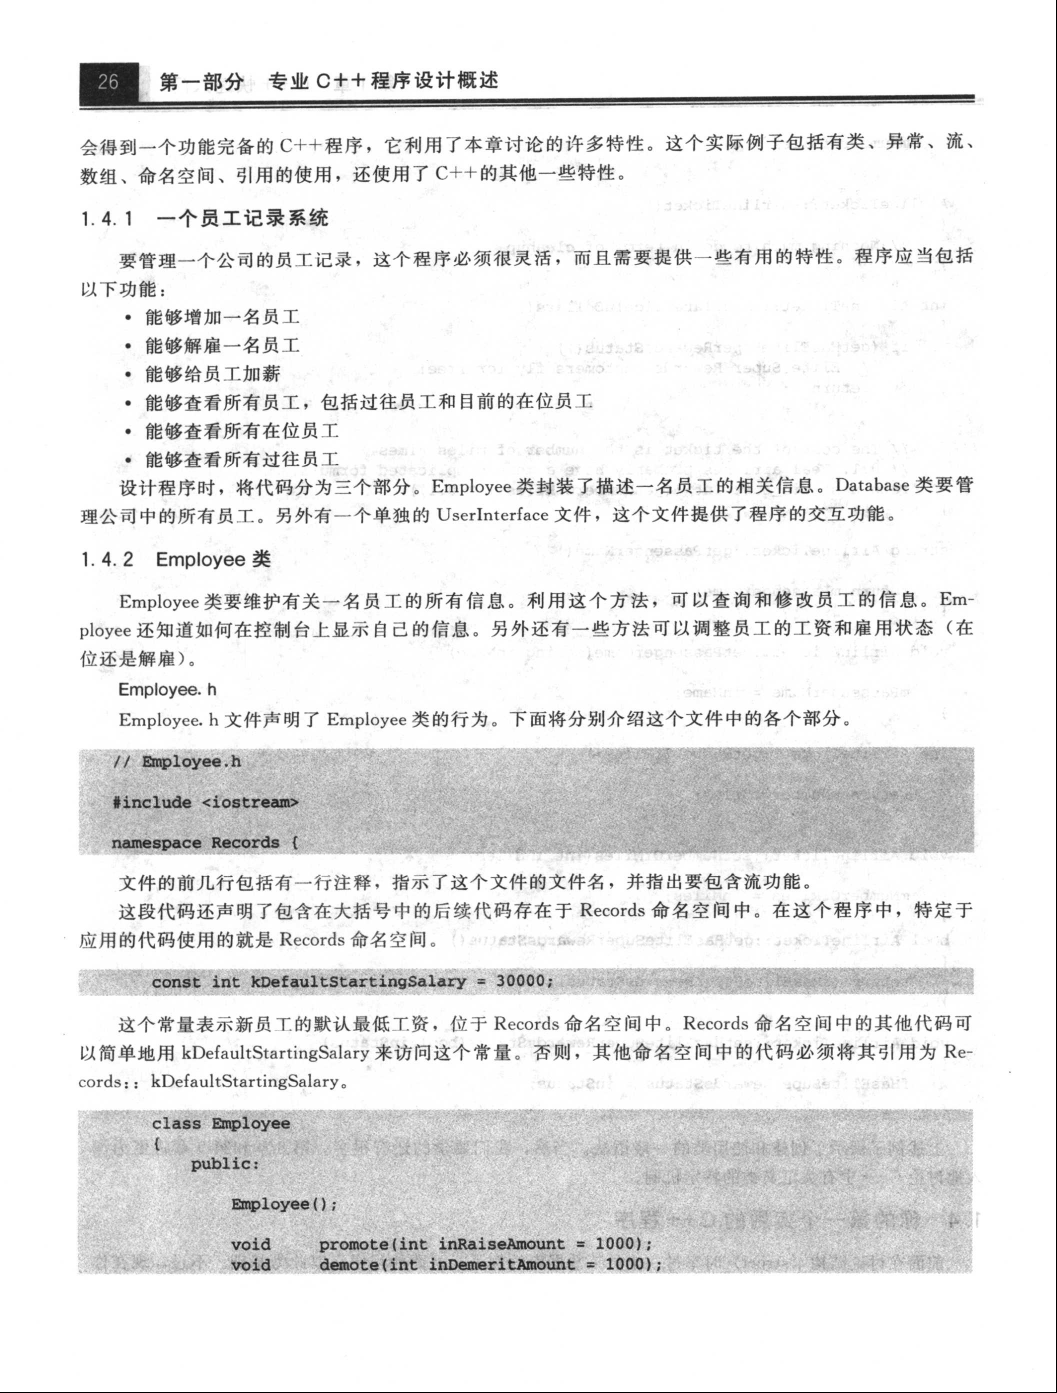 26 第一部分 专业 C++程序设计概述
会得到一个功能完备的 C++程序，它利用了本章讨论的许多特性。这个实际例子包括有类、异常、流、
数组、命名空间、引用的使用，还使用了 C++的其他一些特性。
1.4.1 一个员工记录系统
要管理一个公司的员工记录，这个程序必须很灵活，而且需要提供一些有用的特性。程序应当包括
以下功能：
• 能够增加一名员工
• 能够解雇一名员工
• 能够给员工加薪
• 能够查看所有员工，包括过往员工和目前的在位员工
• 能够查看所有在位员工
• 能够查看所有过往员工
设计程序时，将代码分为三个部分。Employee 类封装了描述一名员工的相关信息。Database 类要管
理公司中的所有员工。另外有一个单独的 UserInterface 文件，这个文件提供了程序的交互功能。
1.4.2 Employee 类
Employee 类要维护有关一名员工的所有信息。利用这个方法，可以查询和修改员工的信息。Em-
ployee 还知道如何在控制台上显示自己的信息。另外还有一些方法可以调整员工的工资和雇用状态（在
位还是解雇）。
Employee.h
Employee.h 文件声明了 Employee 类的行为。下面将分别介绍这个文件中的各个部分。
// Employee.h
#include <iostream>
namespace Records {
文件的前几行包括有一行注释，指示了这个文件的文件名，并指出要包含流功能。
这段代码还声明了包含在大括号中的后续代码存在于 Records 命名空间中。在这个程序中，特定于
应用的代码使用的就是 Records 命名空间。
const int kDefaultStartingSalary = 30000;
这个常量表示新员工的默认最低工资，位于 Records 命名空间中。Records 命名空间中的其他代码可
以简单地用 kDefaultStartingSalary 来访问这个常量。否则，其他命名空间中的代码必须将其引用为 Re-
cords:: kDefaultStartingSalary。
class Employee
{
public:
Employee();
void promote(int inRaiseAmount = 1000);
void demote(int inDemeritAmount = 1000);